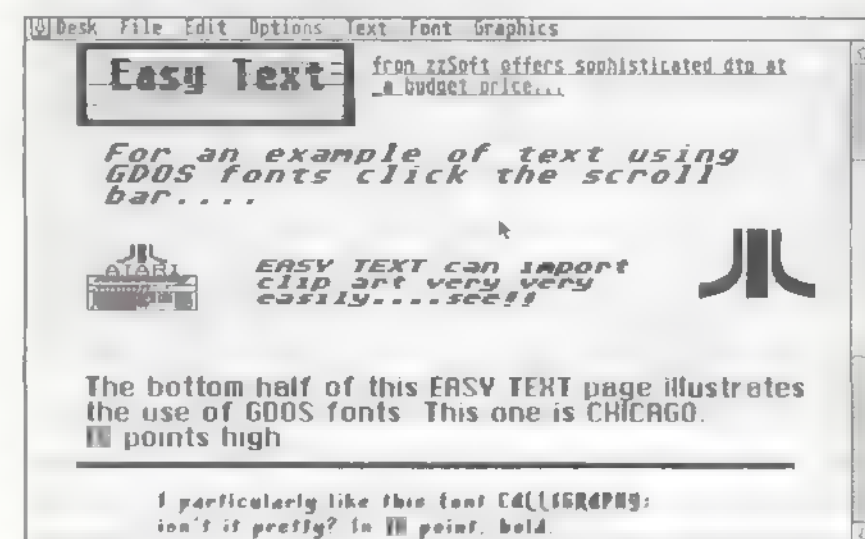 Desk File Edit Options Text Font Graphics
Easy Text
from zzSoft offers sophisticated dtp at
a budget price...
For an example of text using
GDOS fonts click the scroll
bar....
ATARI
EASY TEXT can import
clip art very very
easily....see!!
The bottom half of this EASY TEXT page illustrates
the use of GDOS fonts This one is CHICAGO.
points high
I particularly like this font CALLIGRAPHY:
isn't it pretty? In point, bold.